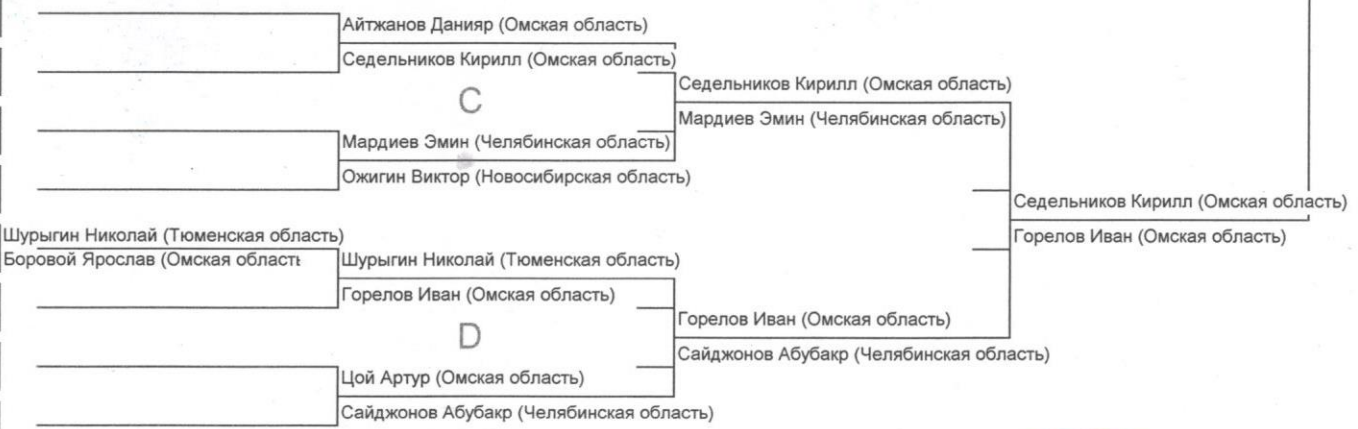 Айтжанов Данияр (Омская область)
Седельников Кирилл (Омская область)
Седельников Кирилл (Омская область)
C
Мардиев Эмин (Челябинская область)
Мардиев Эмин (Челябинская область)
Ожигин Виктор (Новосибирская область)
Седельников Кирилл (Омская область)
Шурыгин Николай (Тюменская область)
Горелов Иван (Омская область)
Боровой Ярослав (Омская област
Шурыгин Николай (Тюменская область)
Горелов Иван (Омская область)
Горелов Иван (Омская область)
D
Сайджонов Абубакр (Челябинская область)
Цой Артур (Омская область)
Сайджонов Абубакр (Челябинская область)